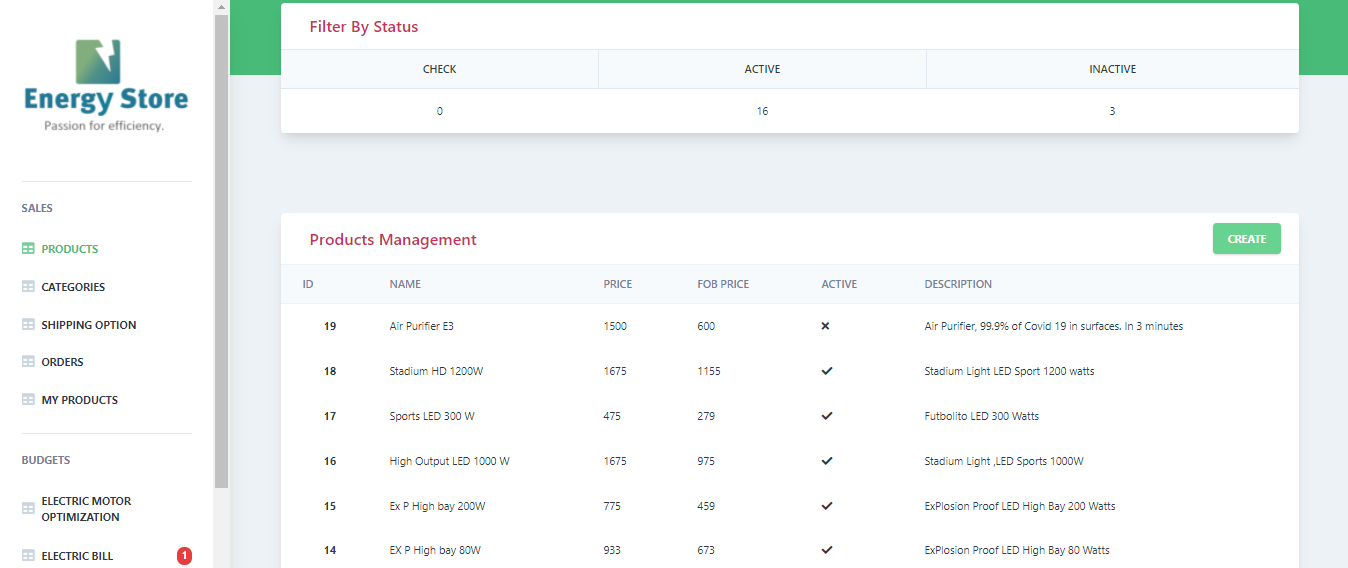 Energy Store
Passion for efficiency.
SALES
PRODUCTS
CATEGORIES
SHIPPING OPTION
ORDERS
MY PRODUCTS
BUDGETS
ELECTRIC MOTOR
OPTIMIZATION
ELECTRIC BILL 1
Filter By Status
CHECK ACTIVE INACTIVE
0 16 3
Products Management CREATE
ID NAME PRICE FOB PRICE ACTIVE DESCRIPTION
19 Air Purifier E3 1500 600 Air Purifier, 99.9% of Covid 19 in surfaces. In 3 minutes
18 Stadium HD 1200W 1675 1155 Stadium Light LED Sport 1200 watts
17 Sports LED 300 W 475 279 Futbolito LED 300 Watts
16 High Output LED 1000 W 1675 975 Stadium Light ,LED Sports 1000W
15 Ex P High bay 200W 775 459 ExPlosion Proof LED High Bay 200 Watts
14 EX P High bay 80W 933 673 ExPlosion Proof LED High Bay 80 Watts